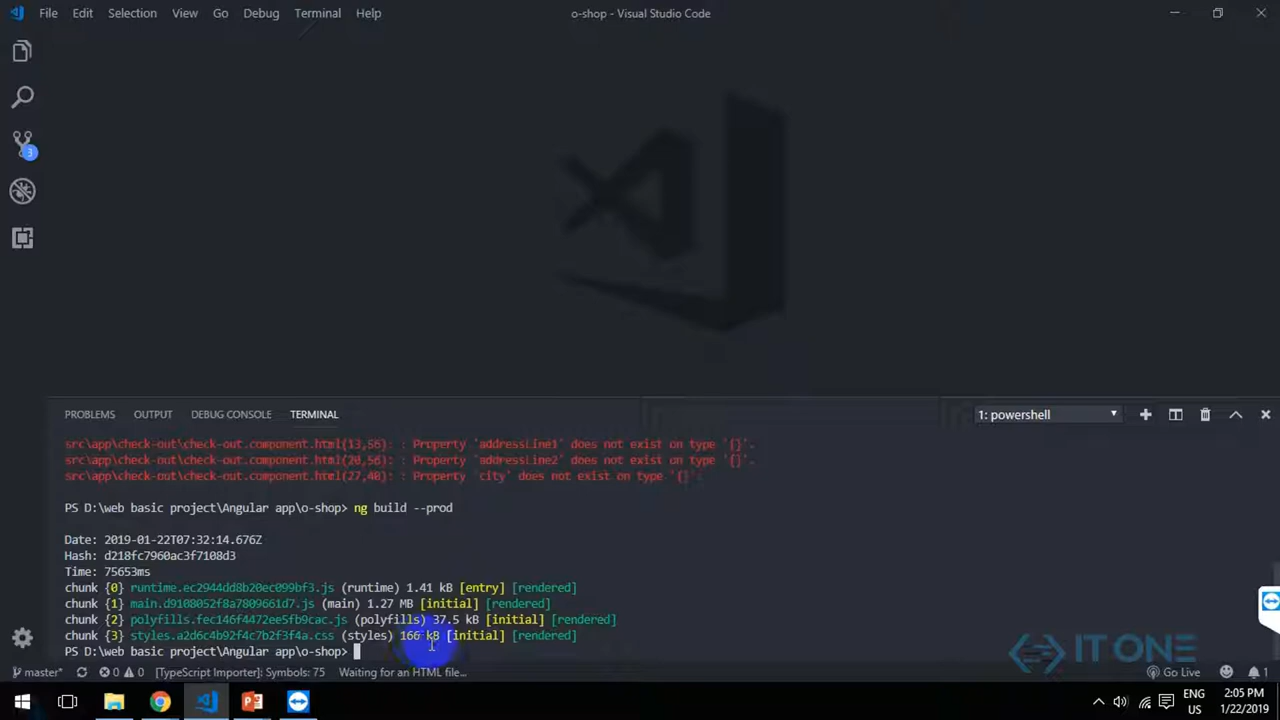 File Edit Selection View Go Debug Terminal Help
o-shop - Visual Studio Code
3
PROBLEMS OUTPUT DEBUG CONSOLE TERMINAL
1: powershell
src\app\check-out\check-out.component.html(13,56): : Property 'addressLine1' does not exist on type '{}'.
src\app\check-out\check-out.component.html(20,56): : Property 'addressLine2' does not exist on type '{}'.
src\app\check-out\check-out.component.html(27,48): : Property 'city' does not exist on type '{}'.
PS D:\web basic project\Angular app\o-shop> ng build --prod
Date: 2019-01-22T07:32:14.676Z
Hash: d218fc7960ac3f7108d3
Time: 75653ms
chunk {0} runtime.ec2944dd8b20ec099bf3.js (runtime) 1.41 kB [entry] [rendered]
chunk {1} main.d9108052f8a7809661d7.js (main) 1.27 MB [initial] [rendered]
chunk {2} polyfills.fec146f4472ee5fb9cac.js (polyfills) 37.5 kB [initial] [rendered]
chunk {3} styles.a2d6c4b92f4c7b2f3f4a.css (styles) 166 kB [initial] [rendered]
PS D:\web basic project\Angular app\o-shop>
IT ONE
master* 0 0 [TypeScript Importer]: Symbols: 75 Waiting for an HTML file... Go Live 1
ENG
US
2:05 PM
1/22/2019